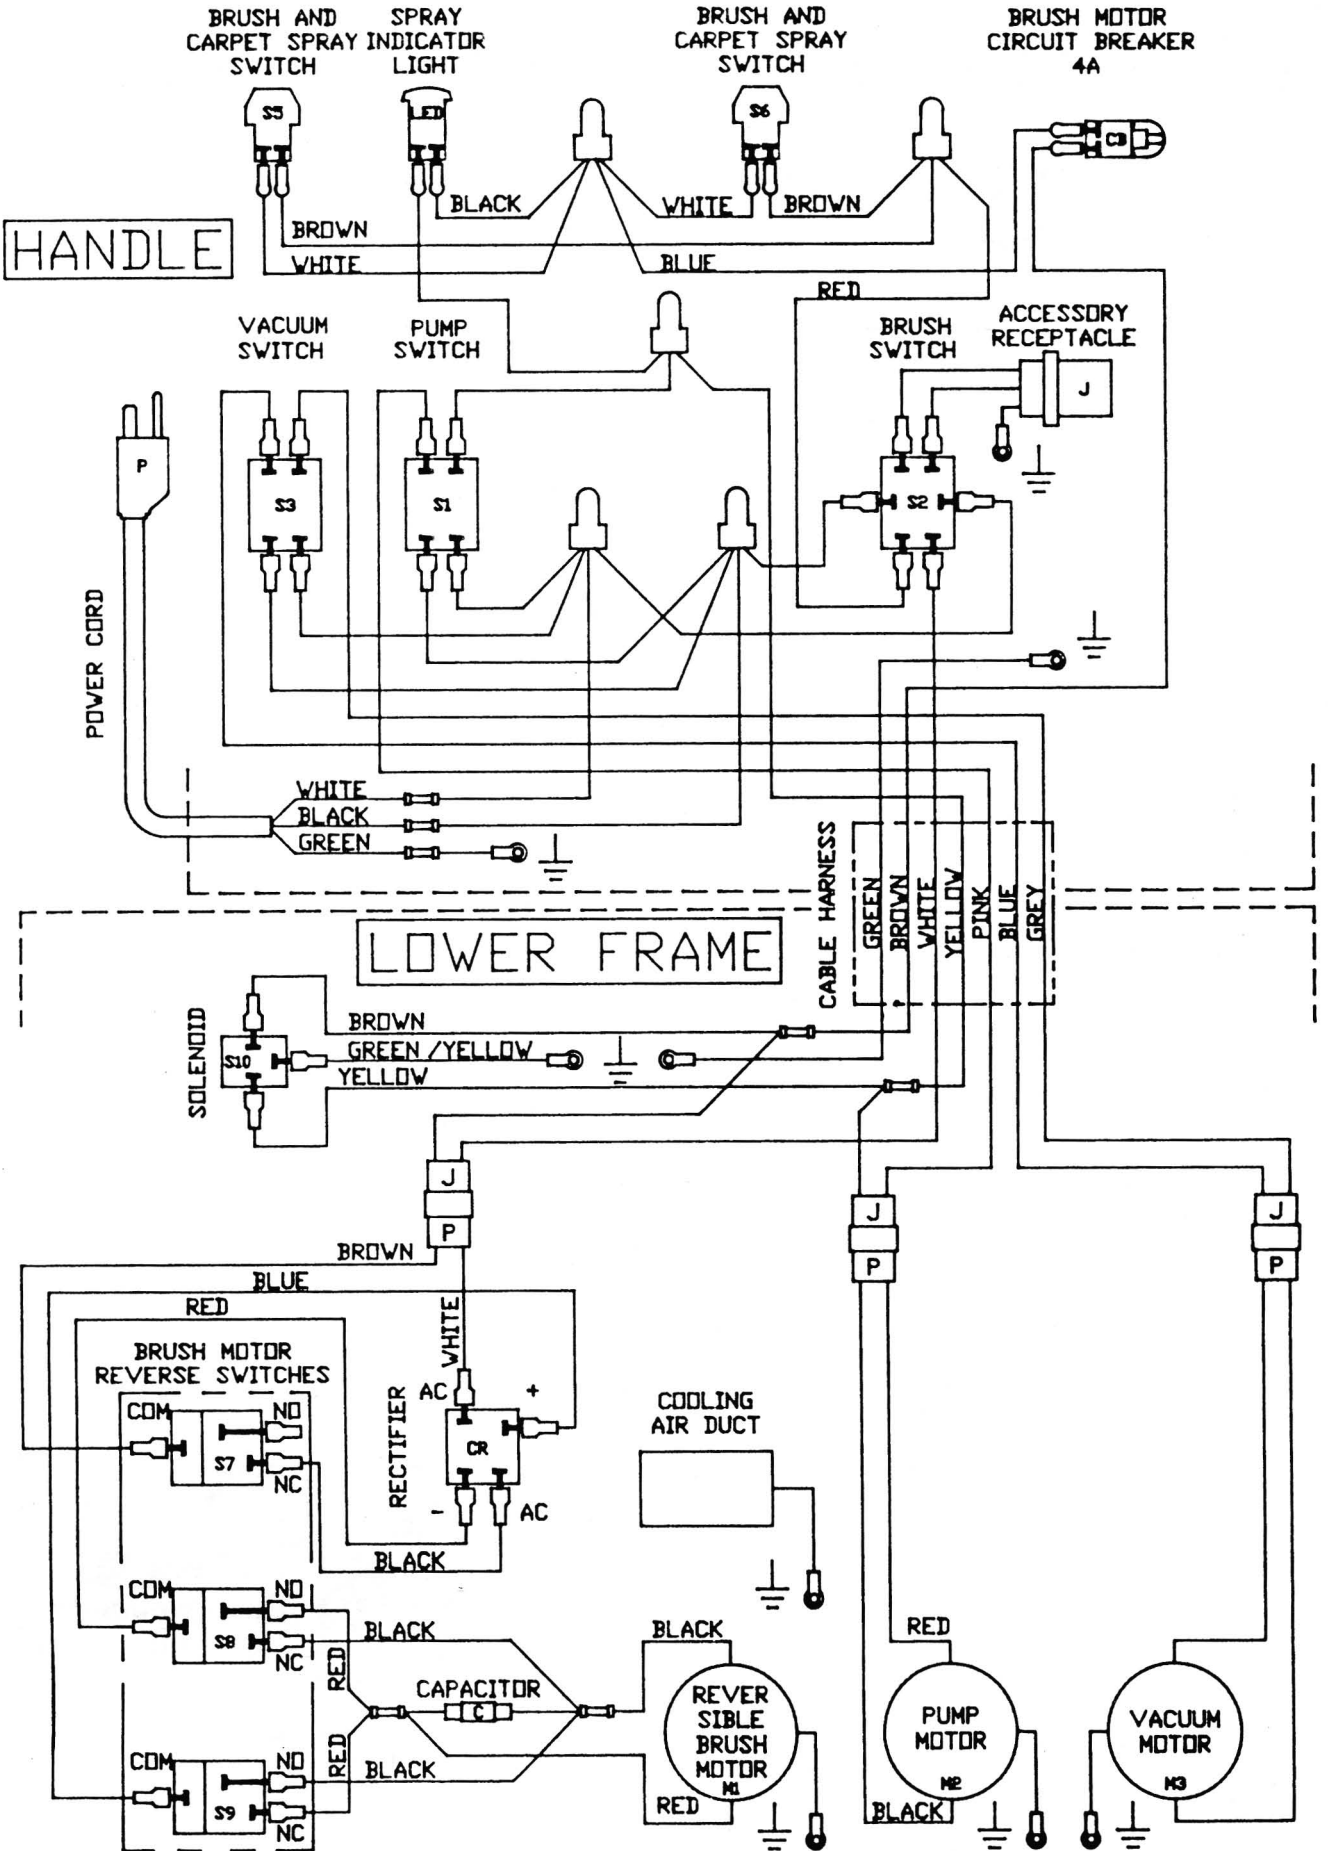 BRUSH AND
CARPET SPRAY
SWITCH
SPRAY
INDICATOR
LIGHT
BRUSH AND
CARPET SPRAY
SWITCH
BRUSH MOTOR
CIRCUIT BREAKER
4A
S5
LED
S6
CB
BLACK
WHITE
BROWN
HANDLE
BROWN
WHITE
BLUE
RED
VACUUM
SWITCH
PUMP
SWITCH
BRUSH
SWITCH
ACCESSORY
RECEPTACLE
J
P
S3
S1
S2
POWER CORD
WHITE
BLACK
GREEN
CABLE HARNESS
GREEN
BROWN
WHITE
YELLOW
PINK
BLUE
GREY
LOWER FRAME
SOLENOID
S10
BROWN
GREEN/YELLOW
YELLOW
J
P
J
P
J
P
BROWN
BLUE
RED
WHITE
BRUSH MOTOR
REVERSE SWITCHES
RECTIFIER
AC
+
CR
-
AC
COM
NO
S7
NC
BLACK
COOLING
AIR DUCT
COM
NO
S8
NC
RED
BLACK
CAPACITOR
C
COM
NO
S9
NC
RED
BLACK
BLACK
REVER
SIBLE
BRUSH
MOTOR
M1
RED
RED
PUMP
MOTOR
M2
BLACK
VACUUM
MOTOR
M3